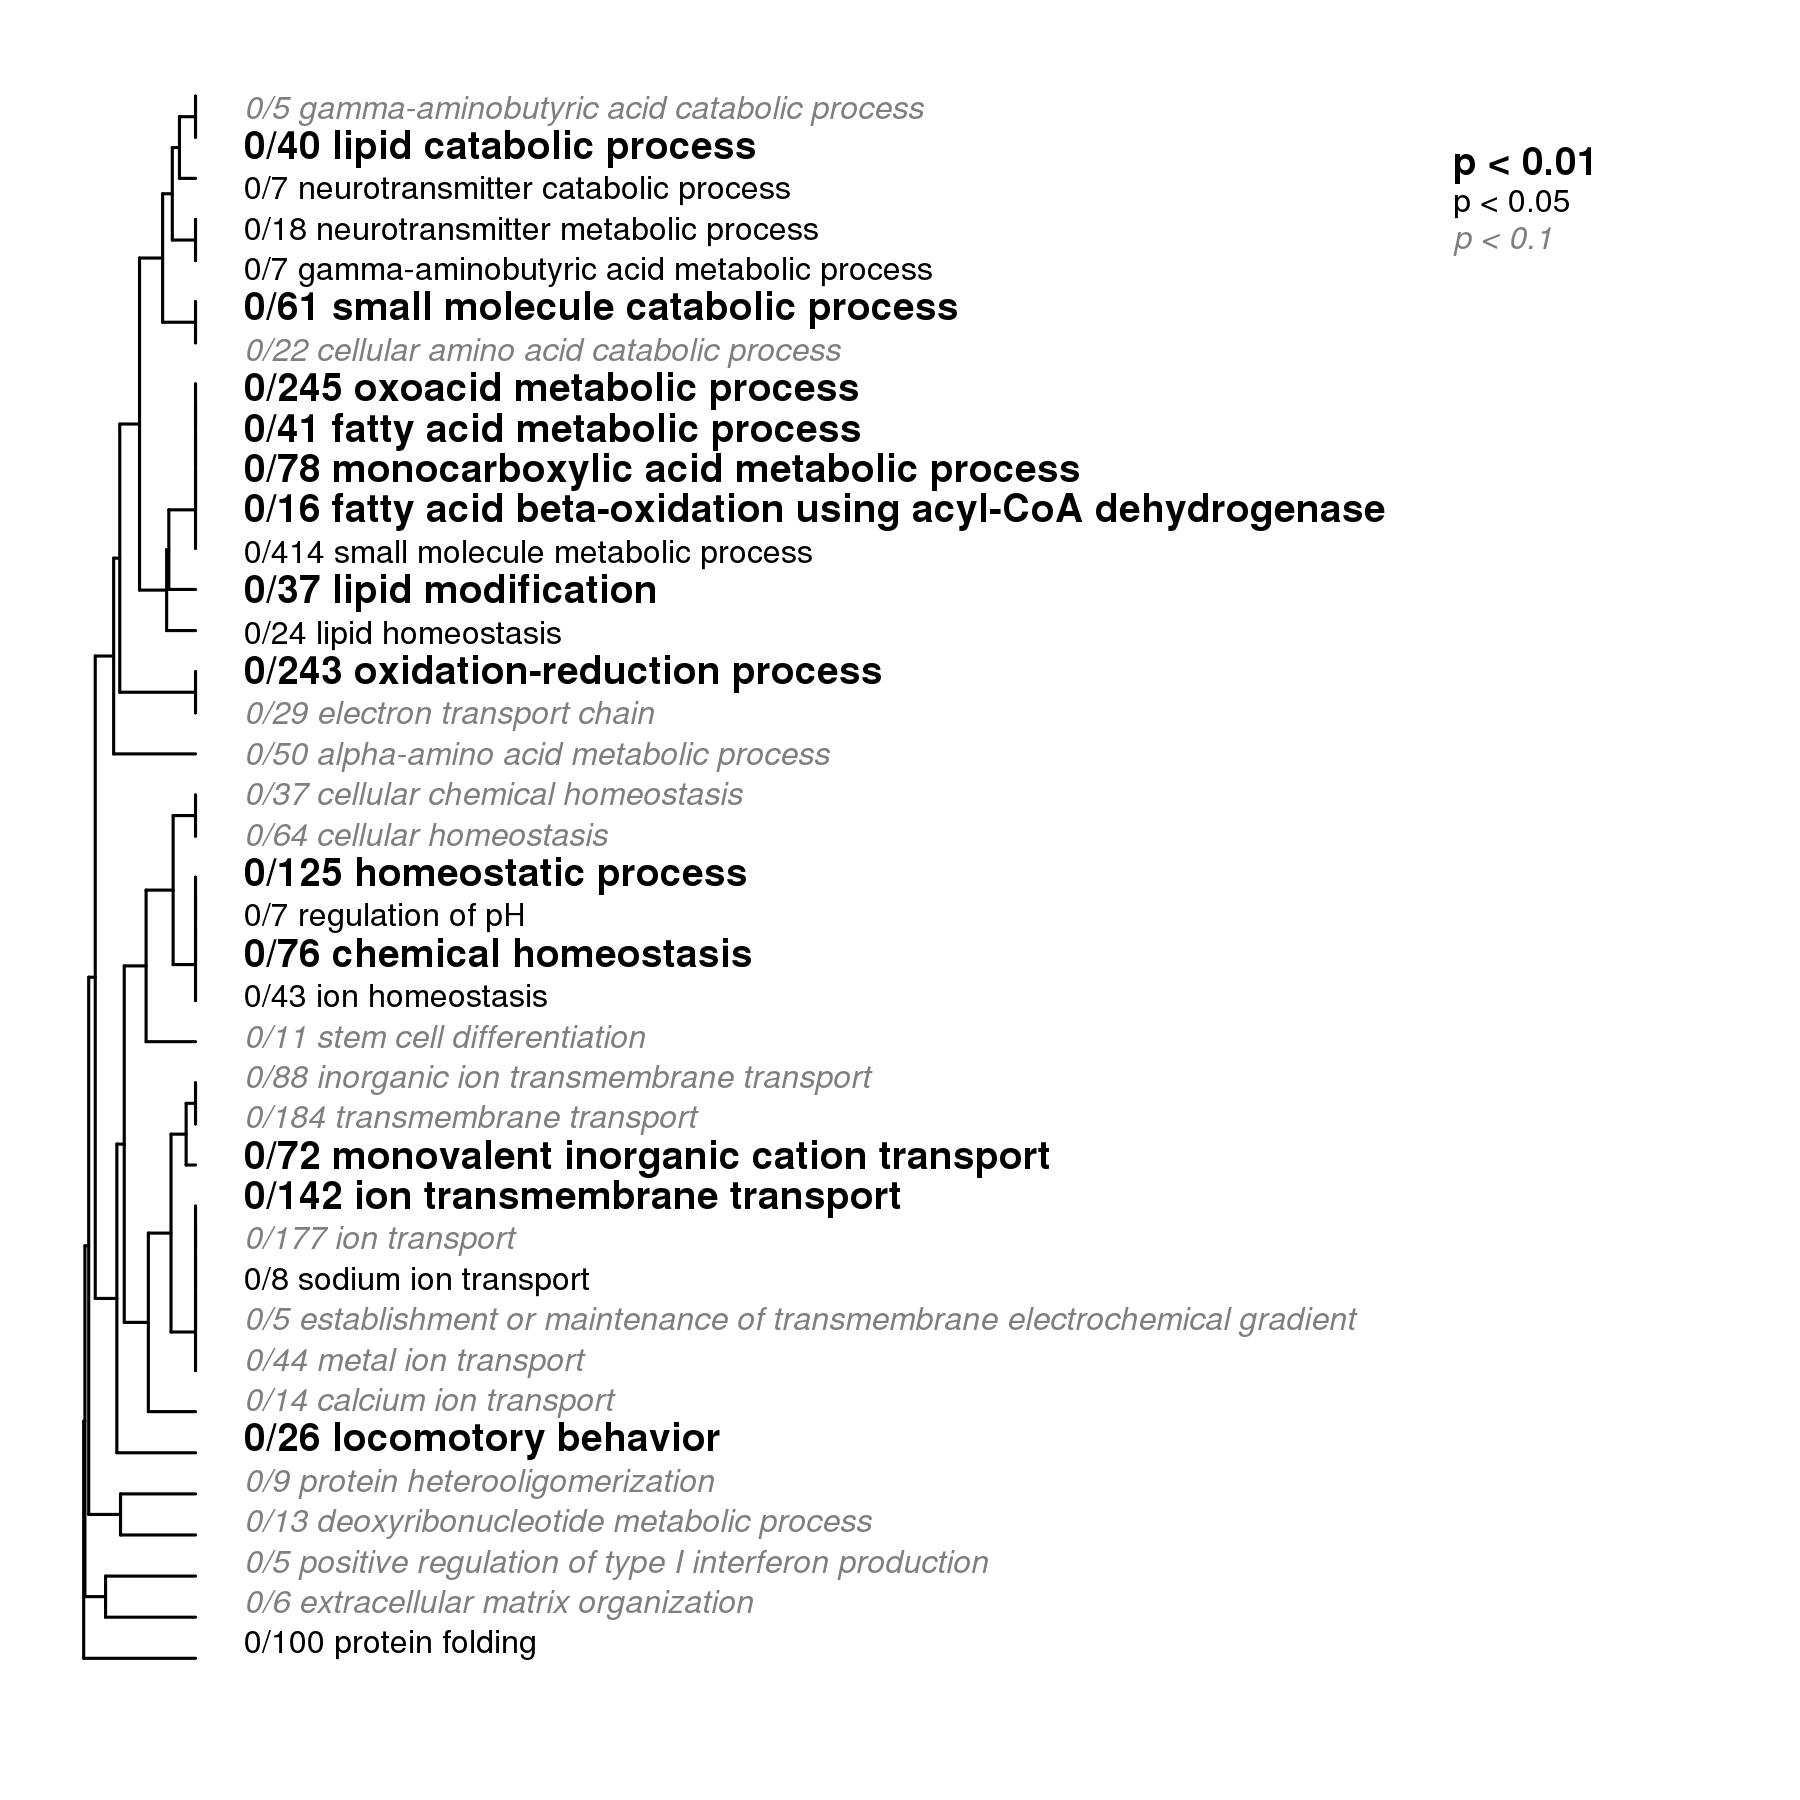 0/5 gamma-aminobutyric acid catabolic process
0/40 lipid catabolic process
0/7 neurotransmitter catabolic process
0/18 neurotransmitter metabolic process
0/7 gamma-aminobutyric acid metabolic process
0/61 small molecule catabolic process
0/22 cellular amino acid catabolic process
0/245 oxoacid metabolic process
0/41 fatty acid metabolic process
0/78 monocarboxylic acid metabolic process
0/16 fatty acid beta-oxidation using acyl-CoA dehydrogenase
0/414 small molecule metabolic process
0/37 lipid modification
0/24 lipid homeostasis
0/243 oxidation-reduction process
0/29 electron transport chain
0/50 alpha-amino acid metabolic process
0/37 cellular chemical homeostasis
0/64 cellular homeostasis
0/125 homeostatic process
0/7 regulation of pH
0/76 chemical homeostasis
0/43 ion homeostasis
0/11 stem cell differentiation
0/88 inorganic ion transmembrane transport
0/184 transmembrane transport
0/72 monovalent inorganic cation transport
0/142 ion transmembrane transport
0/177 ion transport
0/8 sodium ion transport
0/5 establishment or maintenance of transmembrane electrochemical gradient
0/44 metal ion transport
0/14 calcium ion transport
0/26 locomotory behavior
0/9 protein heterooligomerization
0/13 deoxyribonucleotide metabolic process
0/5 positive regulation of type I interferon production
0/6 extracellular matrix organization
0/100 protein folding
p < 0.01
p < 0.05
p < 0.1